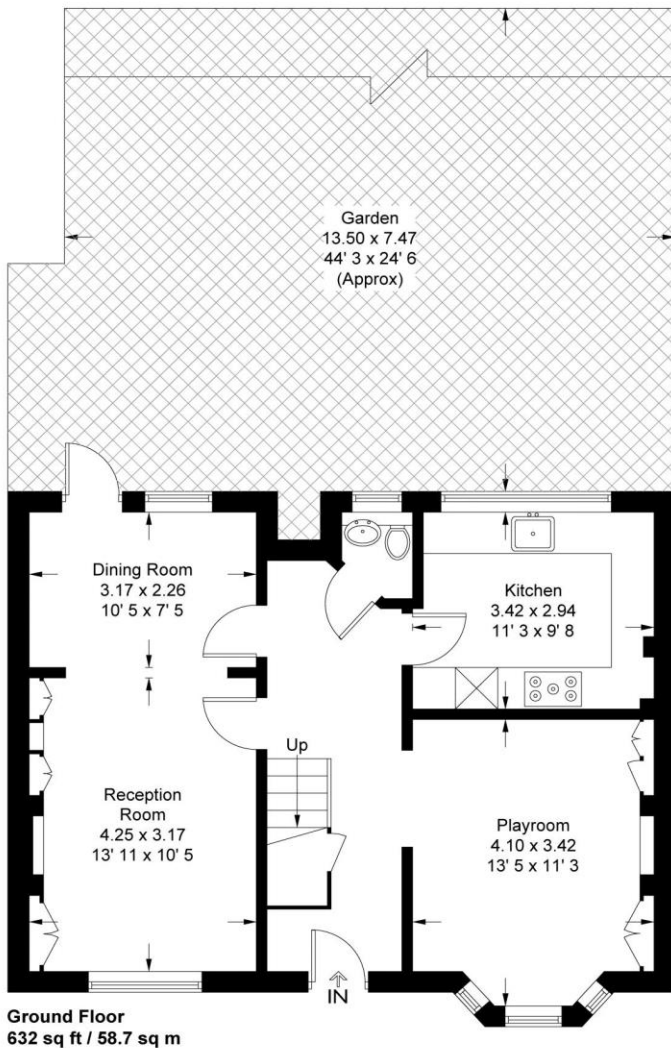 Garden
13.50 x 7.47
44' 3 x 24' 6
(Approx)
Dining Room
3.17 x 2.26
10' 5 x 7' 5
Kitchen
3.42 x 2.94
11' 3 x 9' 8
Up
Reception
Room
4.25 x 3.17
13' 11 x 10' 5
Playroom
4.10 x 3.42
13' 5 x 11' 3
IN
Ground Floor
632 sq ft / 58.7 sq m